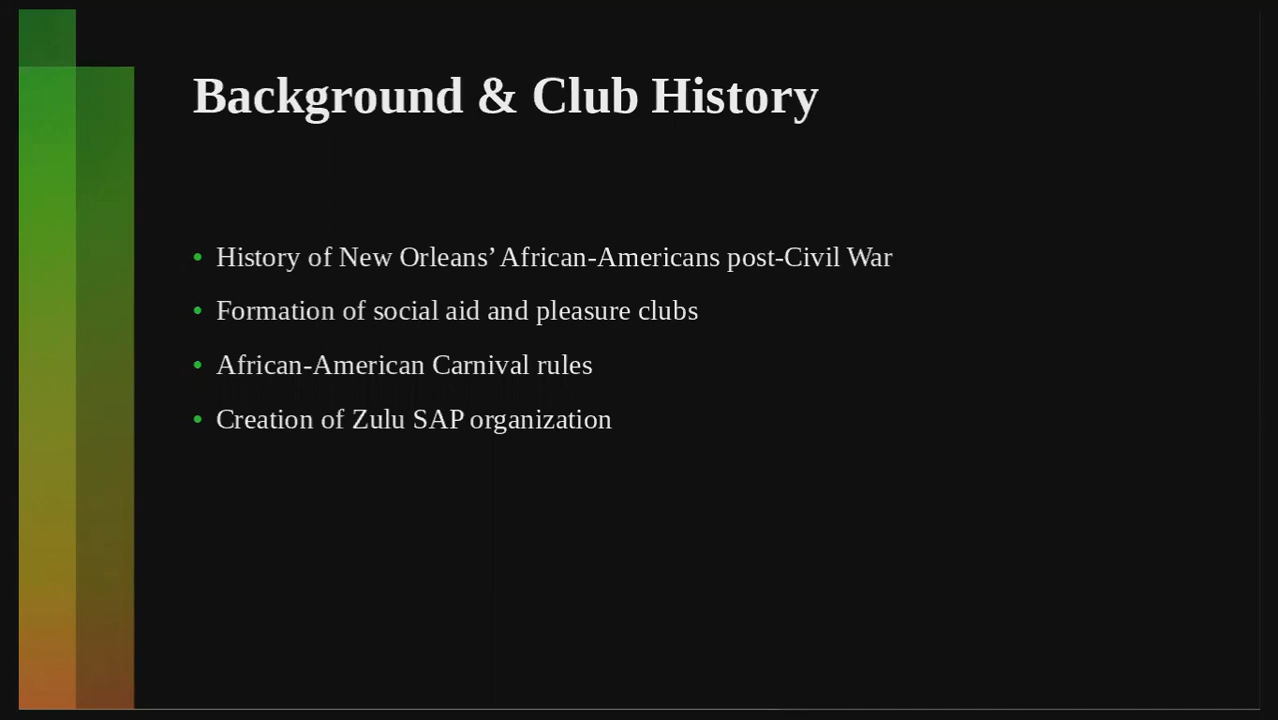 Background & Club History
• History of New Orleans’ African-Americans post-Civil War
• Formation of social aid and pleasure clubs
• African-American Carnival rules
• Creation of Zulu SAP organization